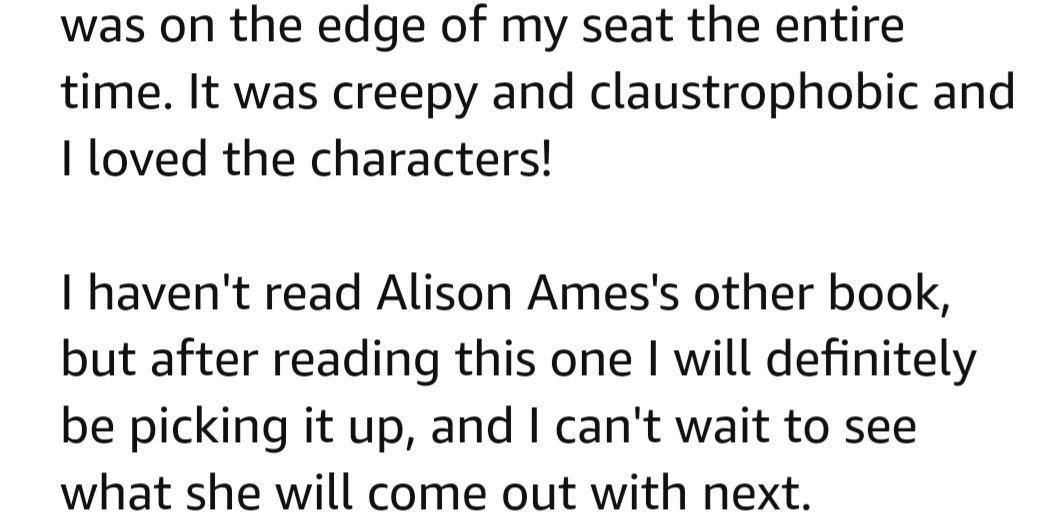 was on the edge of my seat the entire
time. It was creepy and claustrophobic and
I loved the characters!
I haven't read Alison Ames's other book,
but after reading this one I will definitely
be picking it up, and I can't wait to see
what she will come out with next.